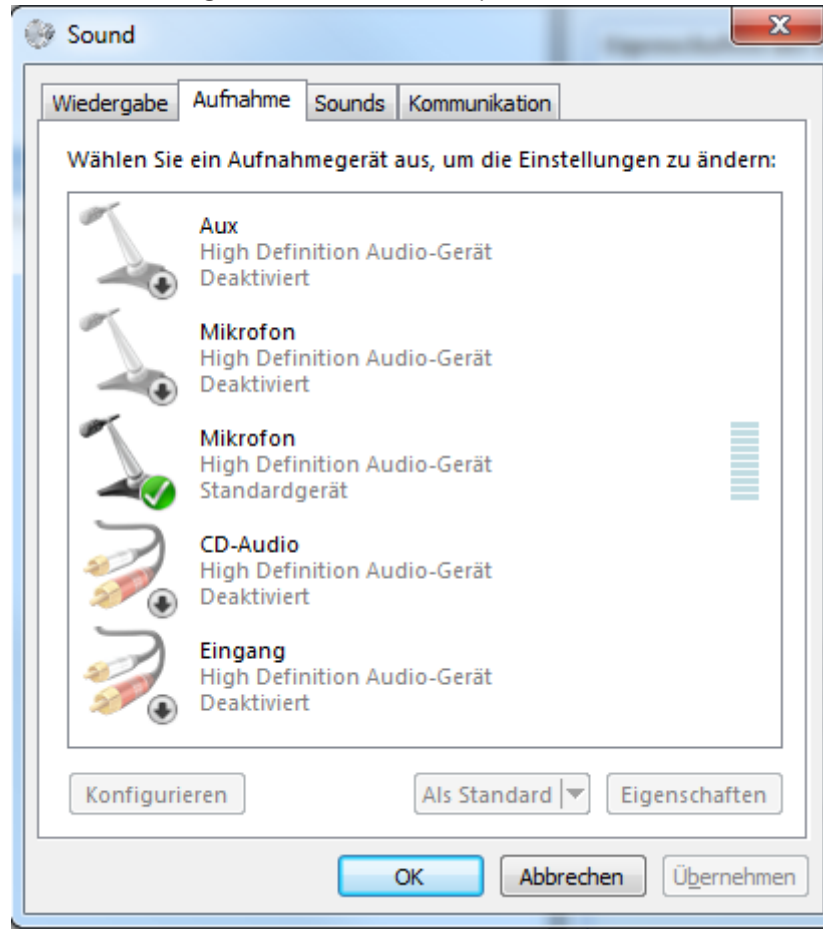 Sound
Wiedergabe Aufnahme Sounds Kommunikation
Wählen Sie ein Aufnahmegerät aus, um die Einstellungen zu ändern:
Aux
High Definition Audio-Gerät
Deaktiviert
Mikrofon
High Definition Audio-Gerät
Deaktiviert
Mikrofon
High Definition Audio-Gerät
Standardgerät
CD-Audio
High Definition Audio-Gerät
Deaktiviert
Eingang
High Definition Audio-Gerät
Deaktiviert
Konfigurieren Als Standard Eigenschaften
OK Abbrechen Übernehmen